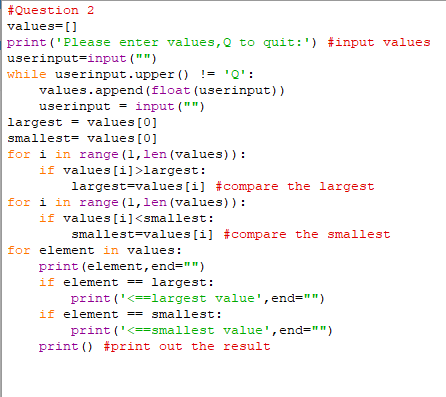 #Question 2
values=[]
print('Please enter values,Q to quit:') #input values
userinput=input("")
while userinput.upper() != 'Q':
    values.append(float(userinput))
    userinput = input("")
largest = values[0]
smallest= values[0]
for i in range(1,len(values)):
    if values[i]>largest:
        largest=values[i] #compare the largest
for i in range(1,len(values)):
    if values[i]<smallest:
        smallest=values[i] #compare the smallest
for element in values:
    print(element,end="")
    if element == largest:
        print('<==largest value',end="")
    if element == smallest:
        print('<==smallest value',end="")
    print() #print out the result